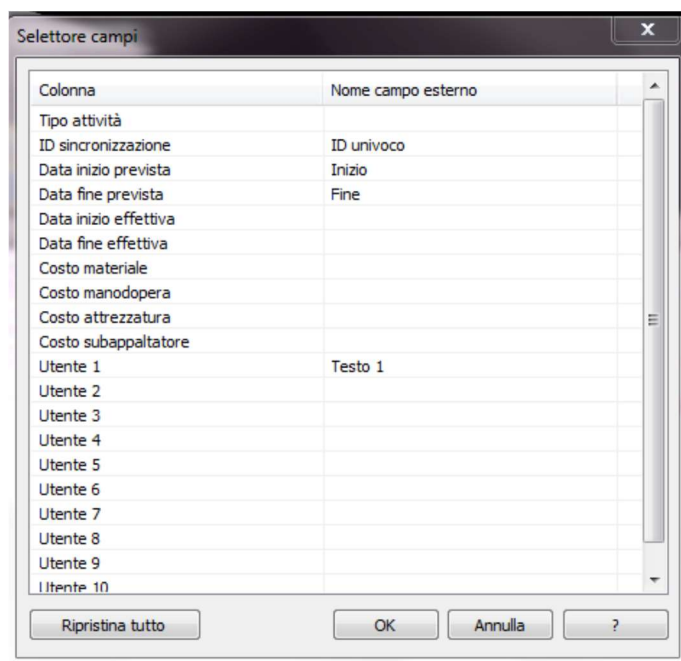 Selettore campi
x
Colonna Nome campo esterno
Tipo attività
ID sincronizzazione ID univoco
Data inizio prevista Inizio
Data fine prevista Fine
Data inizio effettiva
Data fine effettiva
Costo materiale
Costo manodopera
Costo attrezzatura
Costo subappaltatore
Utente 1 Testo 1
Utente 2
Utente 3
Utente 4
Utente 5
Utente 6
Utente 7
Utente 8
Utente 9
Utente 10
Ripristina tutto OK Annulla ?